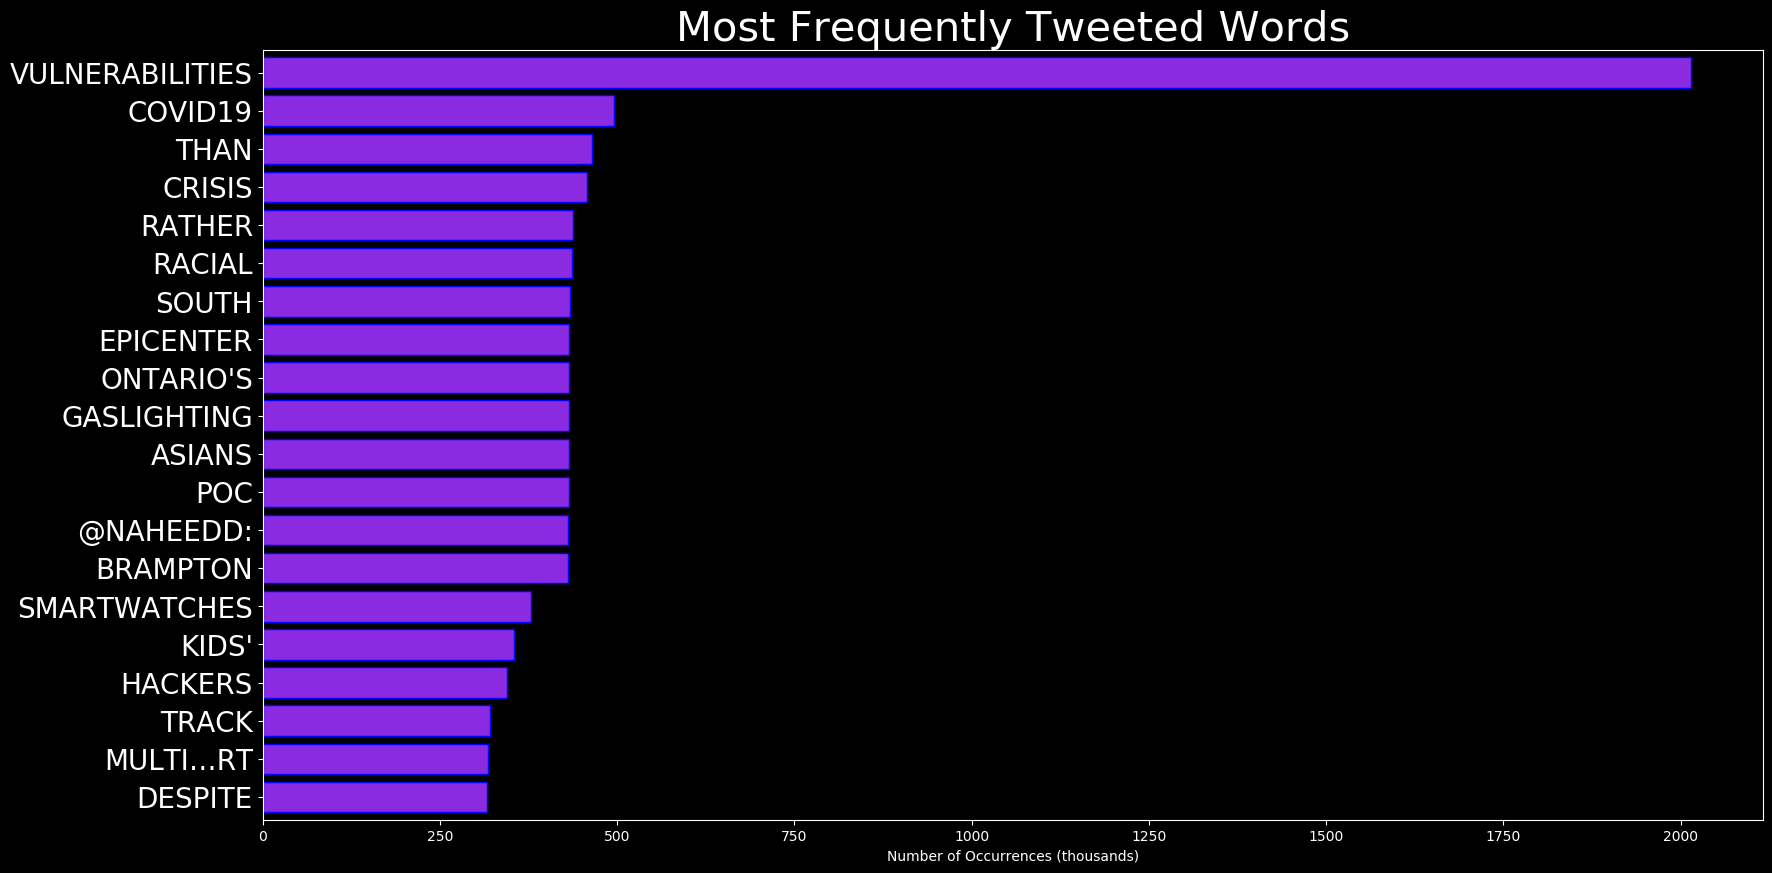 Most Frequently Tweeted Words
VULNERABILITIES
COVID19
THAN
CRISIS
RATHER
RACIAL
SOUTH
EPICENTER
ONTARIO'S
GASLIGHTING
ASIANS
POC
@NAHEEDD:
BRAMPTON
SMARTWATCHES
KIDS'
HACKERS
TRACK
MULTI…RT
DESPITE
0 250 500 750 1000 1250 1500 1750 2000
Number of Occurrences (thousands)